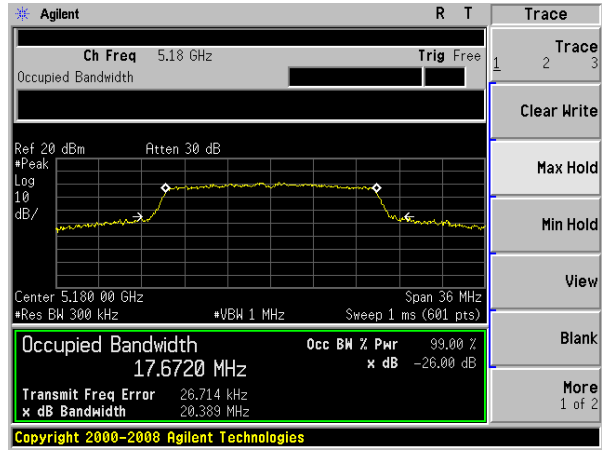 Agilent R T Trace
Ch Freq 5.18 GHz Trig Free
Occupied Bandwidth
Trace
1 2 3
Clear Write
Max Hold
Min Hold
View
Blank
More
1 of 2
Ref 20 dBm Atten 30 dB
#Peak
Log
10
dB/
Center 5.180 00 GHz Span 36 MHz
#Res BW 300 kHz #VBW 1 MHz Sweep 1 ms (601 pts)
Occupied Bandwidth Occ BW % Pwr 99.00 %
17.6720 MHz x dB -26.00 dB
Transmit Freq Error 26.714 kHz
x dB Bandwidth 20.389 MHz
Copyright 2000-2008 Agilent Technologies